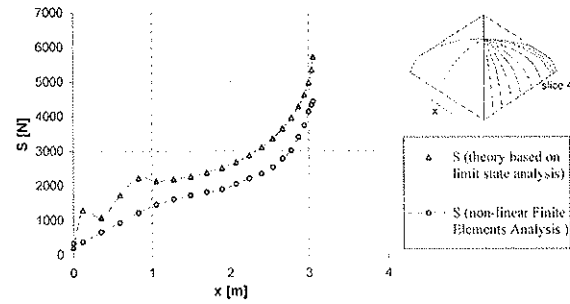 7000
6000
5000
4000
3000
2000
1000
0
S [N]
0
1
2
3
4
x [m]
slice 4
x
S (theory based on
limit state analysis)
S (non-linear Finite
Elements Analysis )